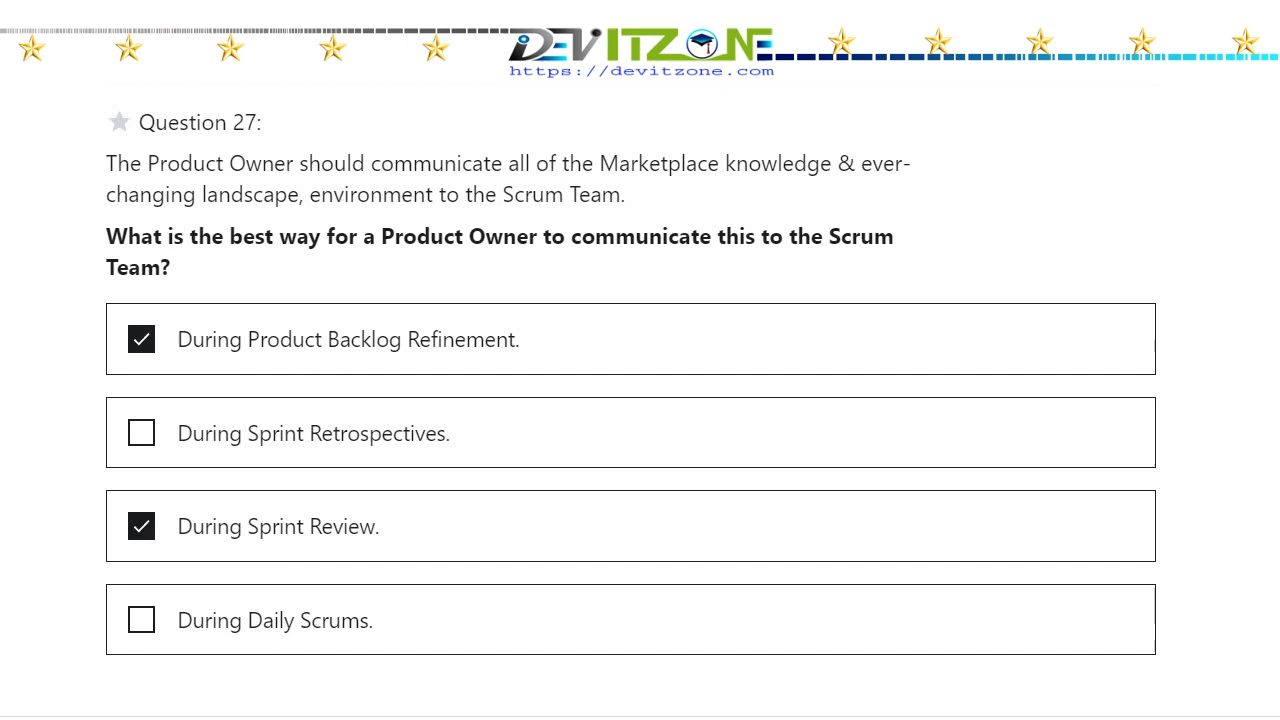 DEVITZONE
https://devitzone.com
Question 27:
The Product Owner should communicate all of the Marketplace knowledge & ever-
changing landscape, environment to the Scrum Team.
What is the best way for a Product Owner to communicate this to the Scrum
Team?
During Product Backlog Refinement.
During Sprint Retrospectives.
During Sprint Review.
During Daily Scrums.